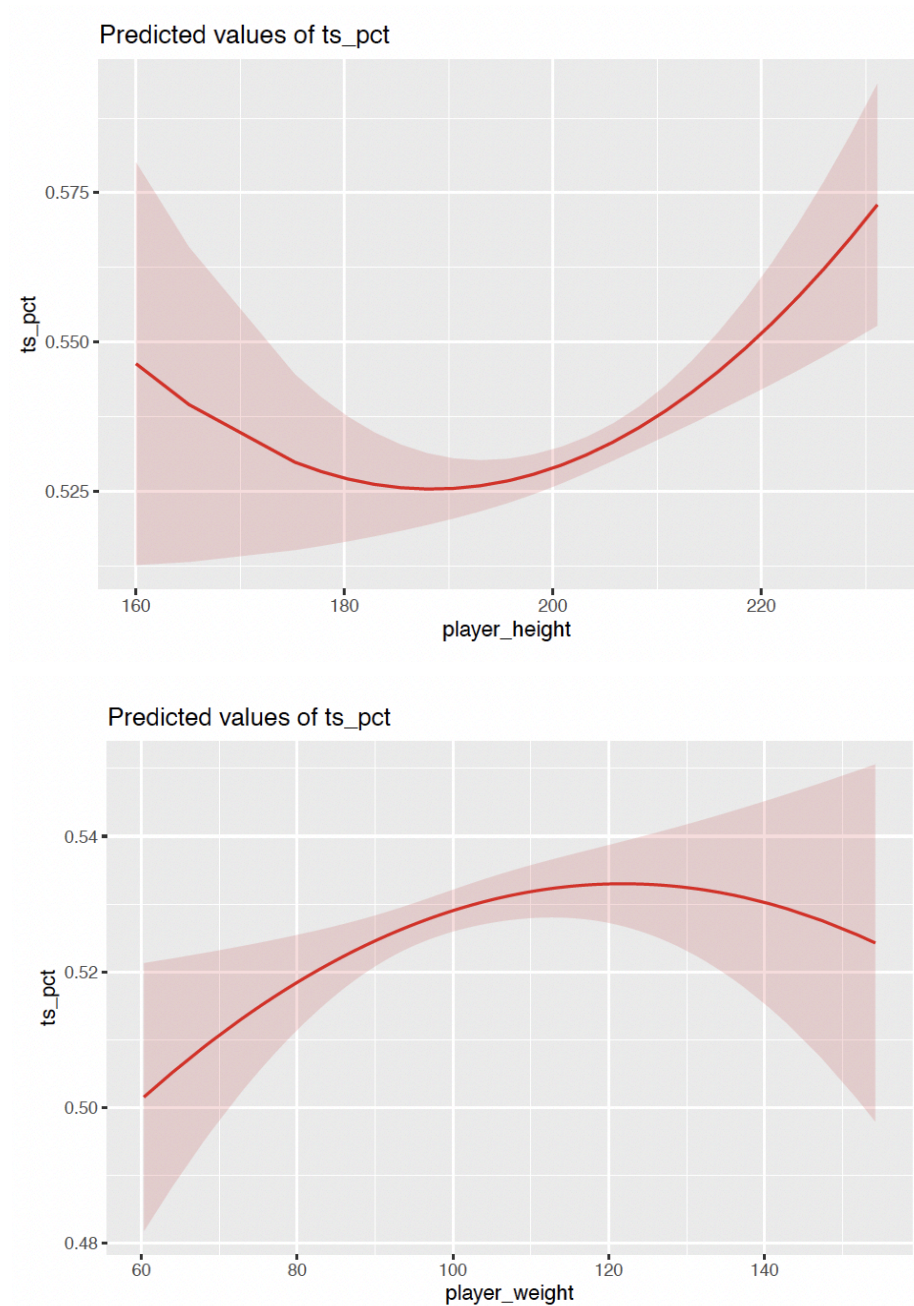 Predicted values of ts_pct
0.575
0.550
0.525
ts_pct
160 180 200 220
player_height
Predicted values of ts_pct
0.54
0.52
0.50
0.48
ts_pct
60 80 100 120 140
player_weight